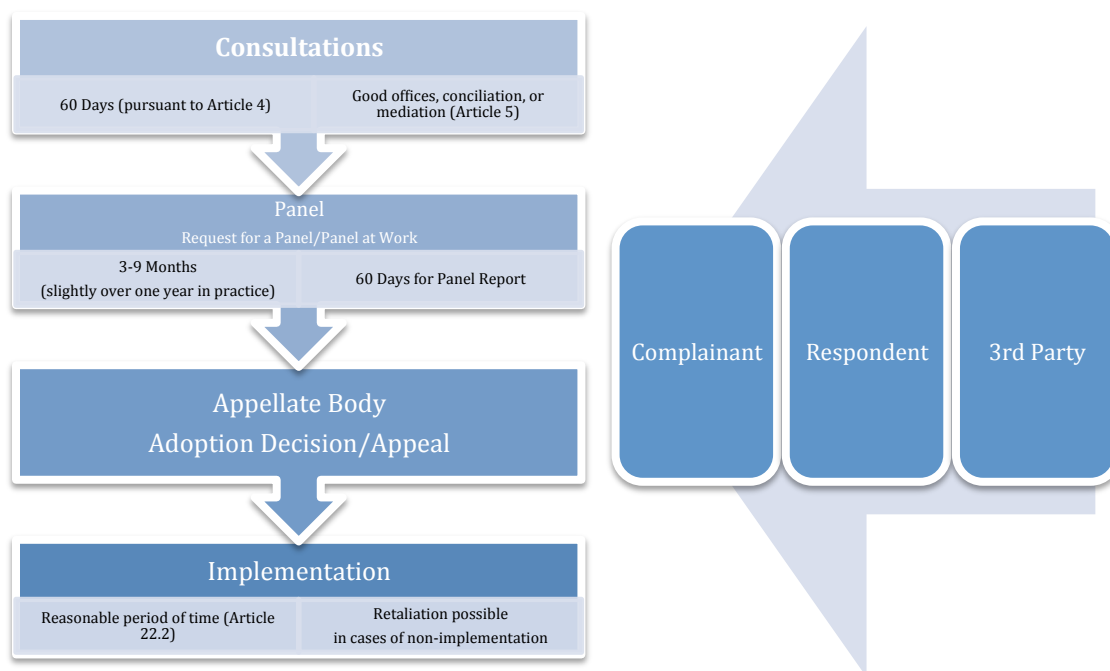 Consultations
60 Days (pursuant to Article 4)
Good offices, conciliation, or
mediation (Article 5)
Panel
Request for a Panel/Panel at Work
3-9 Months
(slightly over one year in practice)
60 Days for Panel Report
Appellate Body
Adoption Decision/Appeal
Implementation
Reasonable period of time (Article
22.2)
Retaliation possible
in cases of non-implementation
Complainant
Respondent
3rd Party